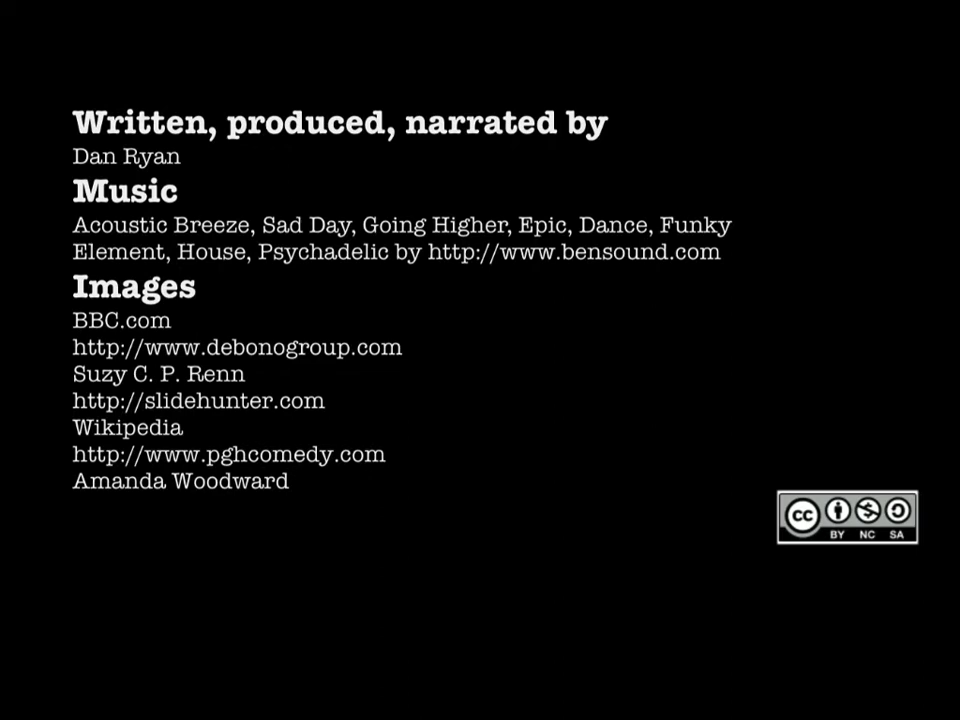 Written, produced, narrated by
Dan Ryan
Music
Acoustic Breeze, Sad Day, Going Higher, Epic, Dance, Funky
Element, House, Psychadelic by http://www.bensound.com
Images
BBC.com
http://www.debonogroup.com
Suzy C. P. Renn
http://slidehunter.com
Wikipedia
http://www.pghcomedy.com
Amanda Woodward
cc
BY NC SA